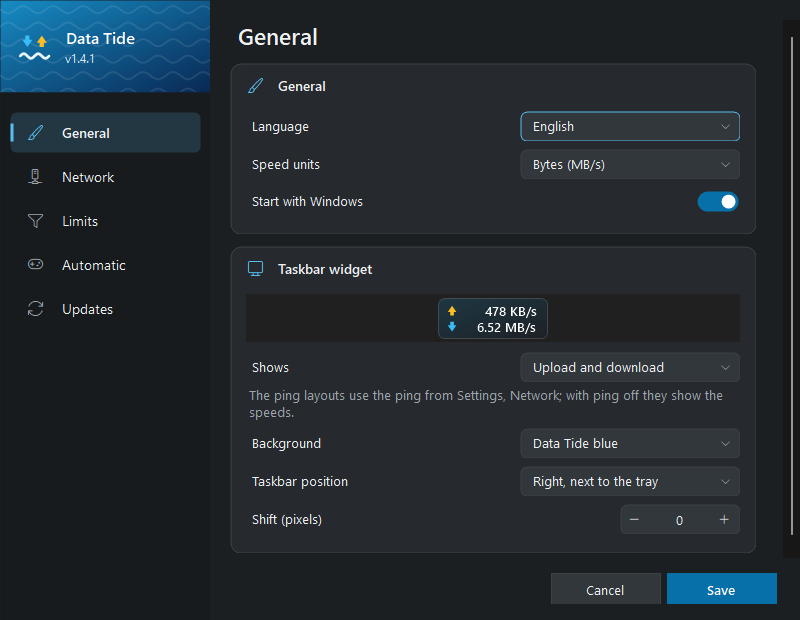 Data Tide
v1.4.1
General
Network
Limits
Automatic
Updates
General
General
Language
English
Speed units
Bytes (MB/s)
Start with Windows
Taskbar widget
478 KB/s
6.52 MB/s
Shows
Upload and download
The ping layouts use the ping from Settings, Network; with ping off they show the
speeds.
Background
Data Tide blue
Taskbar position
Right, next to the tray
Shift (pixels)
− 0 +
Cancel
Save